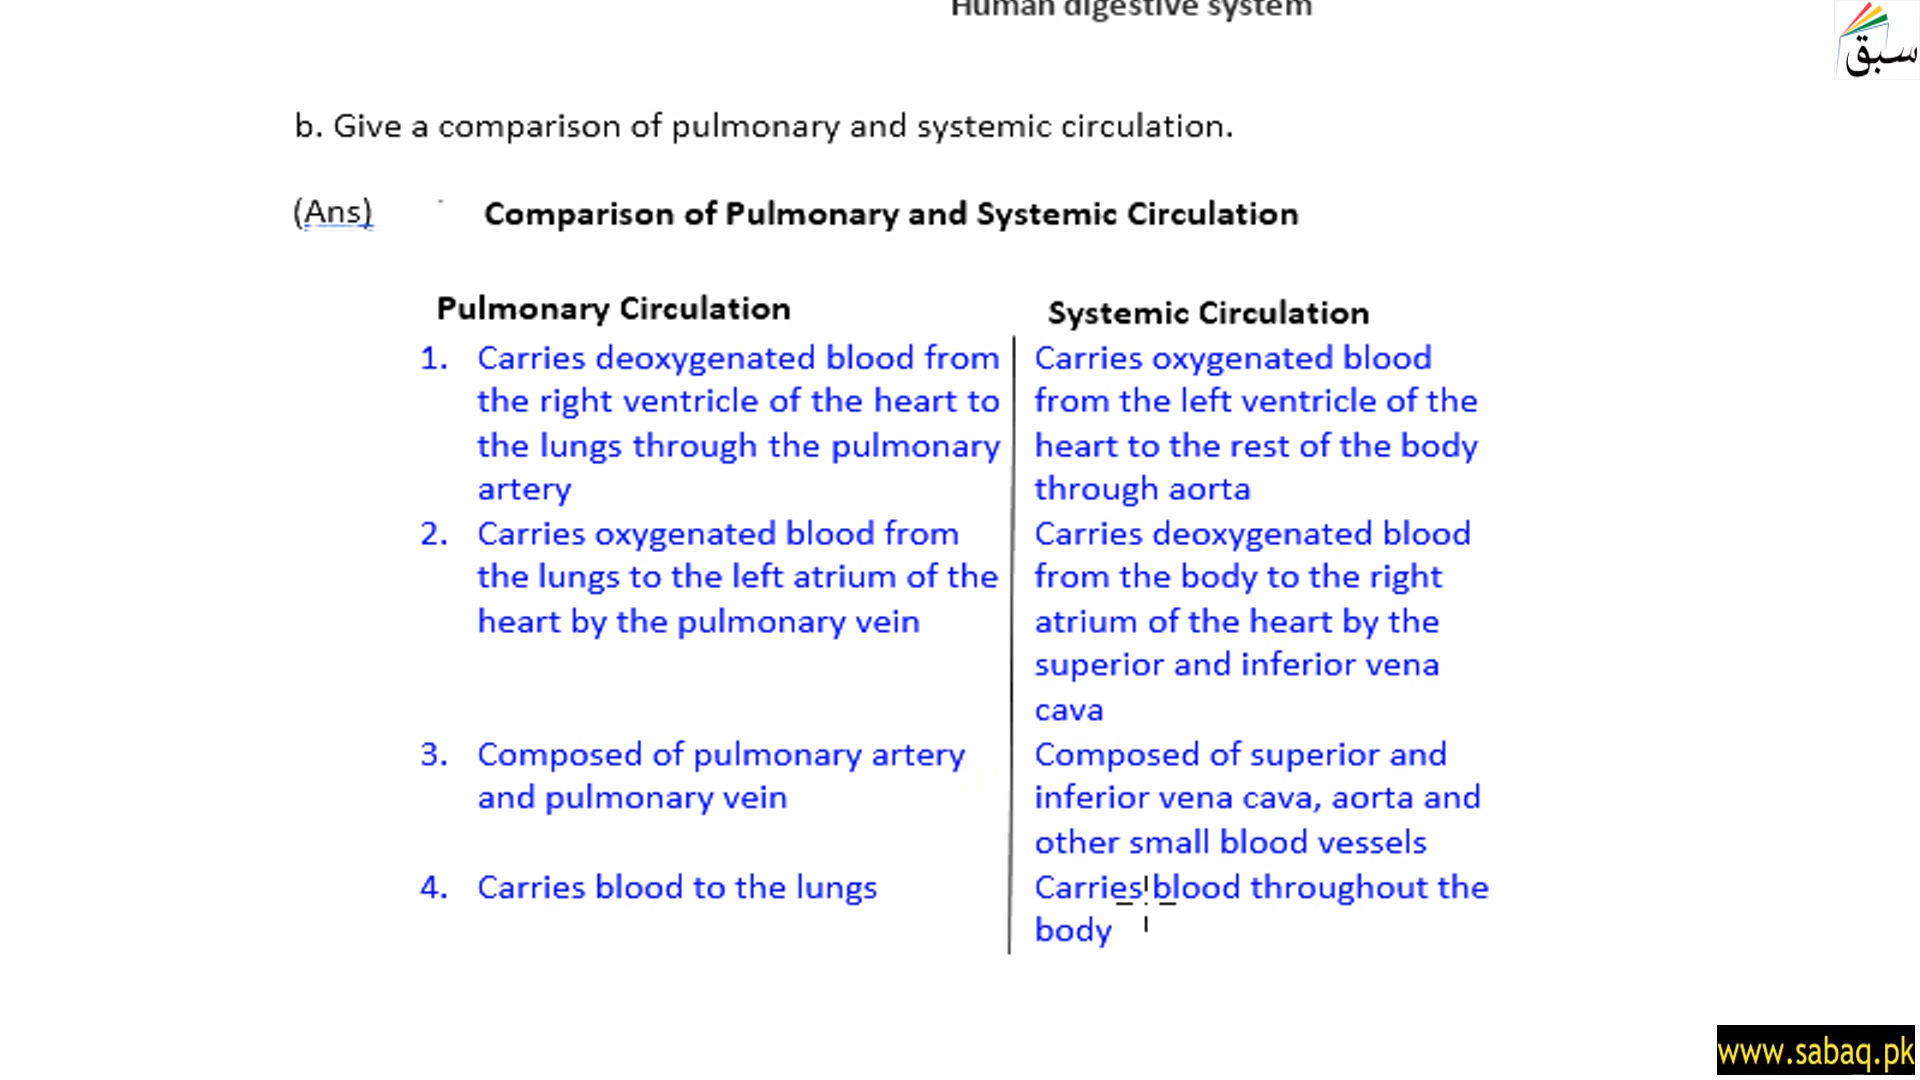 Human digestive system
سبق
b. Give a comparison of pulmonary and systemic circulation.
(Ans) Comparison of Pulmonary and Systemic Circulation
Pulmonary Circulation
1. Carries deoxygenated blood from
the right ventricle of the heart to
the lungs through the pulmonary
artery
2. Carries oxygenated blood from
the lungs to the left atrium of the
heart by the pulmonary vein
3. Composed of pulmonary artery
and pulmonary vein
4. Carries blood to the lungs
Systemic Circulation
Carries oxygenated blood
from the left ventricle of the
heart to the rest of the body
through aorta
Carries deoxygenated blood
from the body to the right
atrium of the heart by the
superior and inferior vena
cava
Composed of superior and
inferior vena cava, aorta and
other small blood vessels
Carries blood throughout the
body
www.sabaq.pk